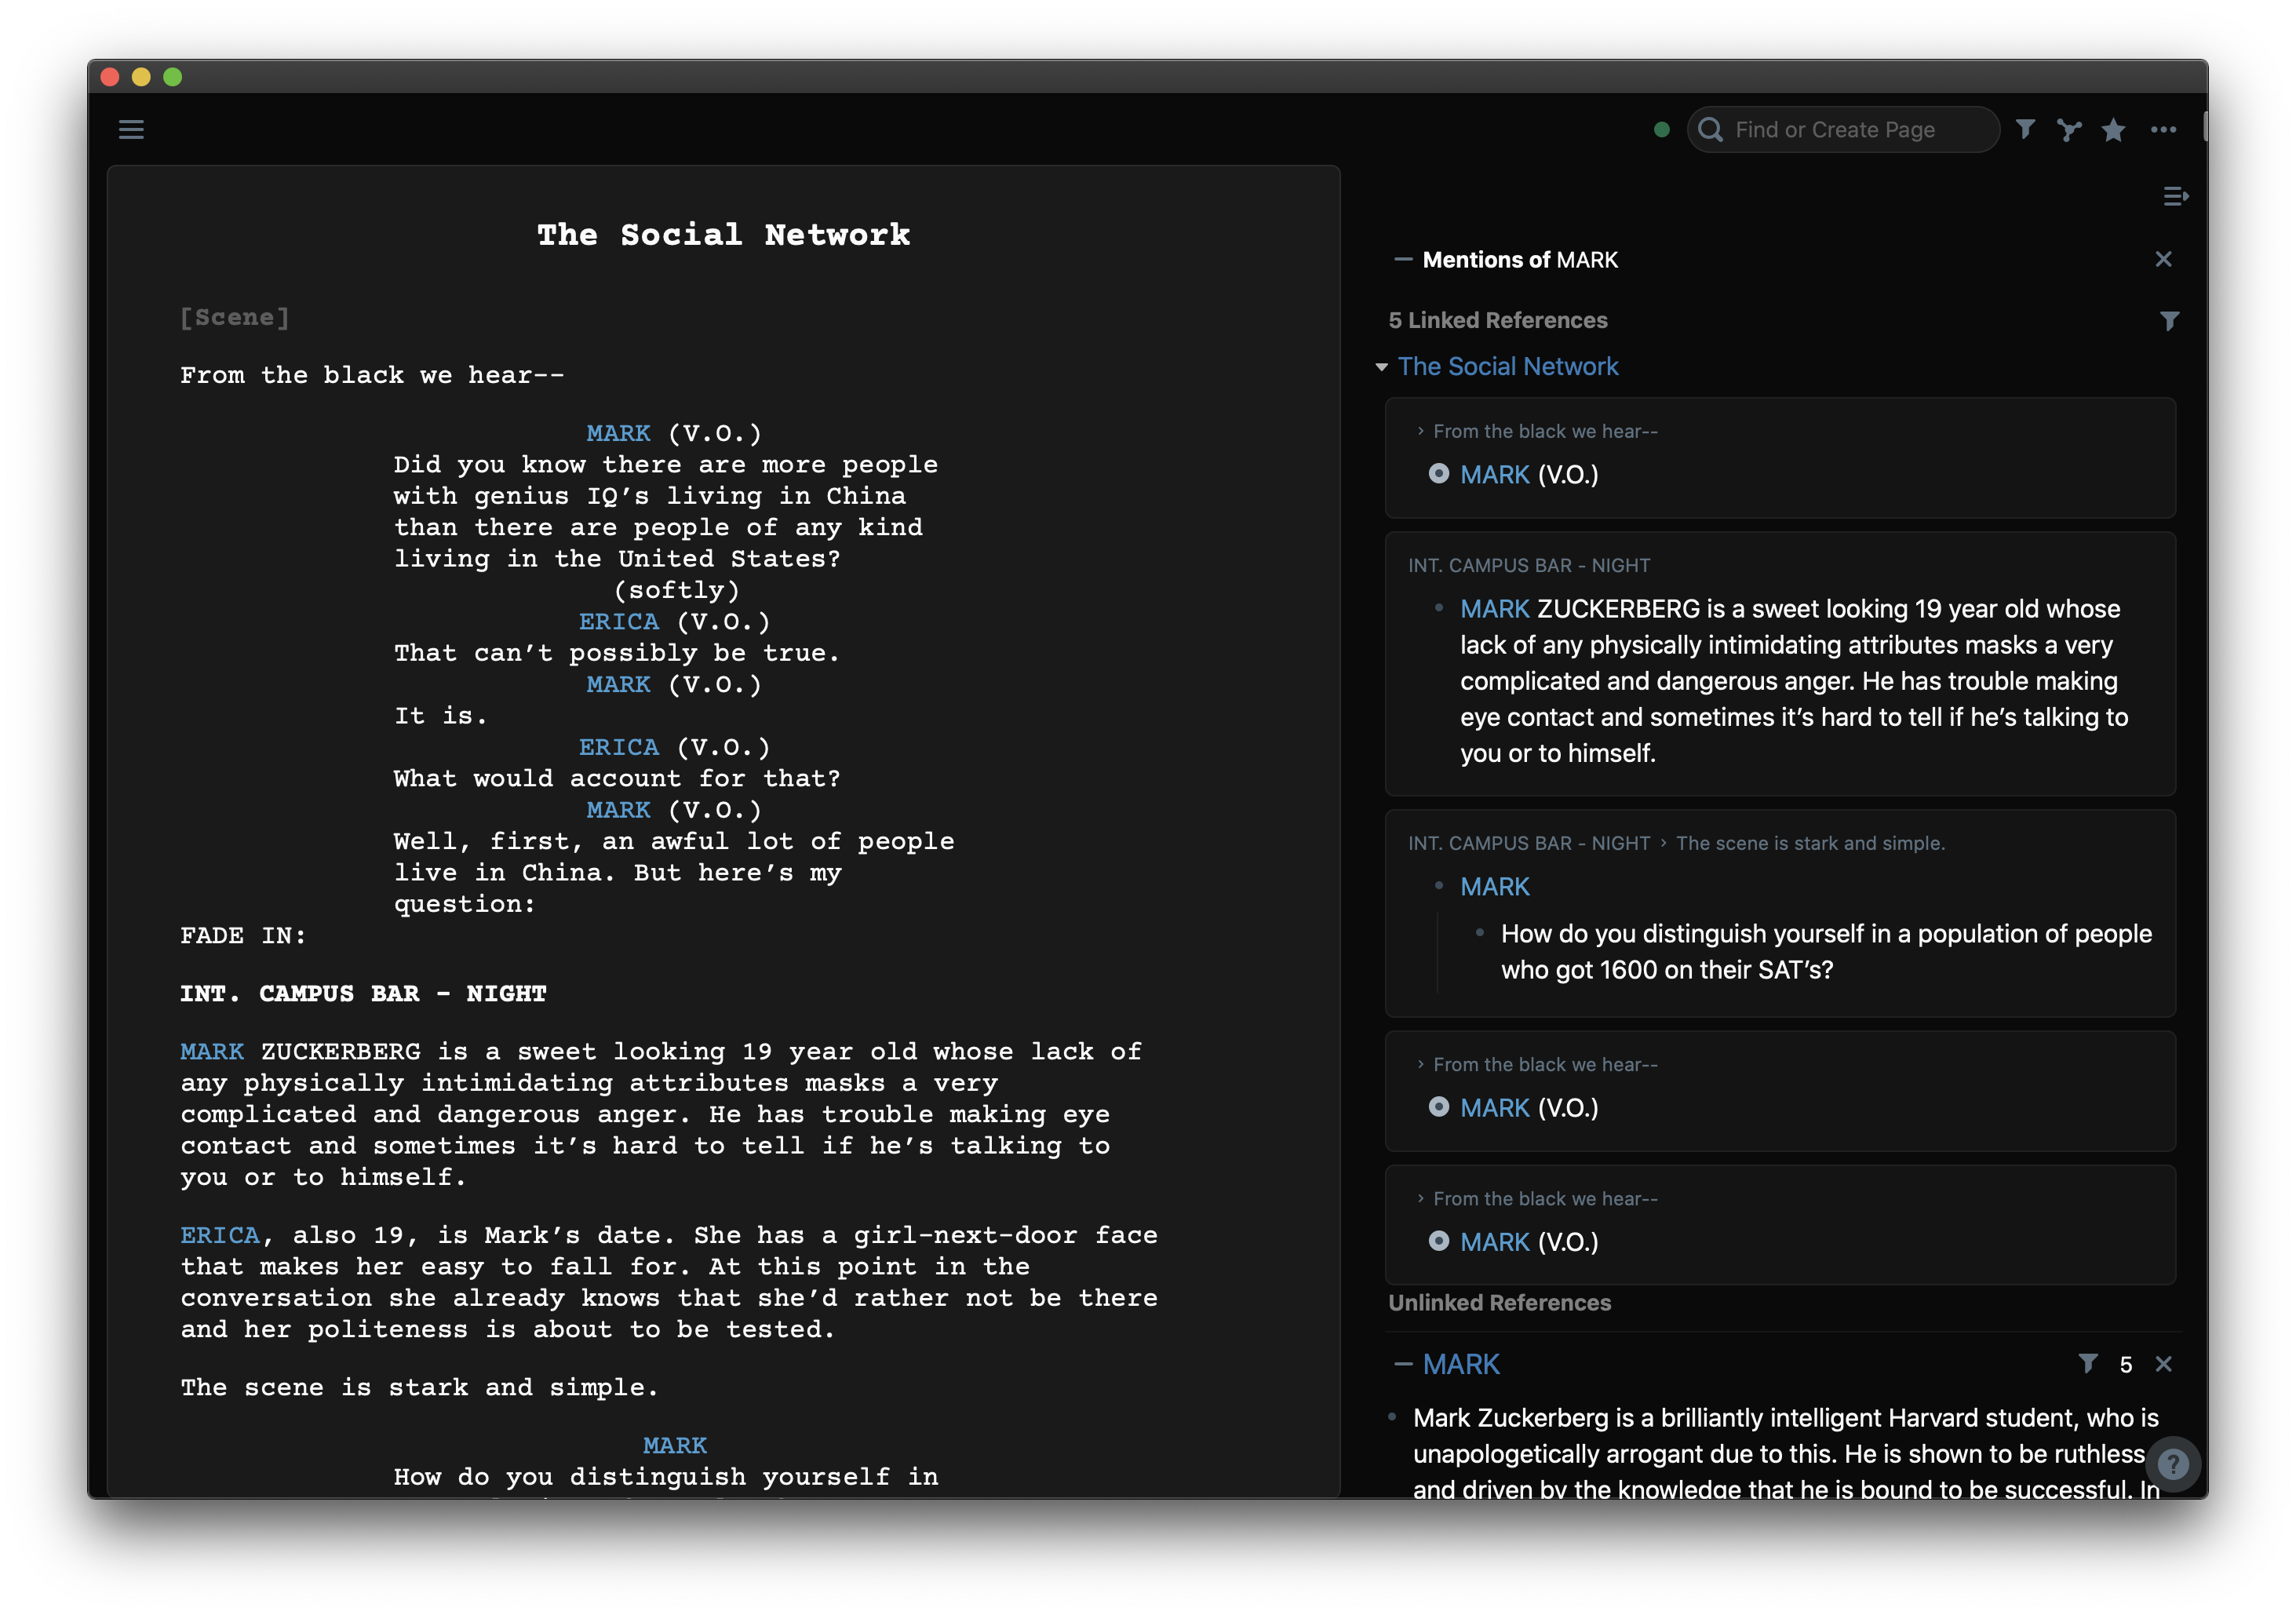 Find or Create Page
The Social Network
[Scene]
From the black we hear--
MARK (V.O.)
Did you know there are more people
with genius IQ’s living in China
than there are people of any kind
living in the United States?
(softly)
ERICA (V.O.)
That can’t possibly be true.
MARK (V.O.)
It is.
ERICA (V.O.)
What would account for that?
MARK (V.O.)
Well, first, an awful lot of people
live in China. But here’s my
question:
FADE IN:
INT. CAMPUS BAR - NIGHT
MARK ZUCKERBERG is a sweet looking 19 year old whose lack of
any physically intimidating attributes masks a very
complicated and dangerous anger. He has trouble making eye
contact and sometimes it’s hard to tell if he’s talking to
you or to himself.
ERICA, also 19, is Mark’s date. She has a girl-next-door face
that makes her easy to fall for. At this point in the
conversation she already knows that she’d rather not be there
and her politeness is about to be tested.
The scene is stark and simple.
MARK
How do you distinguish yourself in
Mentions of MARK
5 Linked References
The Social Network
From the black we hear--
MARK (V.O.)
INT. CAMPUS BAR - NIGHT
MARK ZUCKERBERG is a sweet looking 19 year old whose
lack of any physically intimidating attributes masks a very
complicated and dangerous anger. He has trouble making
eye contact and sometimes it’s hard to tell if he’s talking to
you or to himself.
INT. CAMPUS BAR - NIGHT › The scene is stark and simple.
MARK
How do you distinguish yourself in a population of people
who got 1600 on their SAT’s?
From the black we hear--
MARK (V.O.)
From the black we hear--
MARK (V.O.)
Unlinked References
MARK 5
Mark Zuckerberg is a brilliantly intelligent Harvard student, who is
unapologetically arrogant due to this. He is shown to be ruthless
and driven by the knowledge that he is bound to be successful. In
?